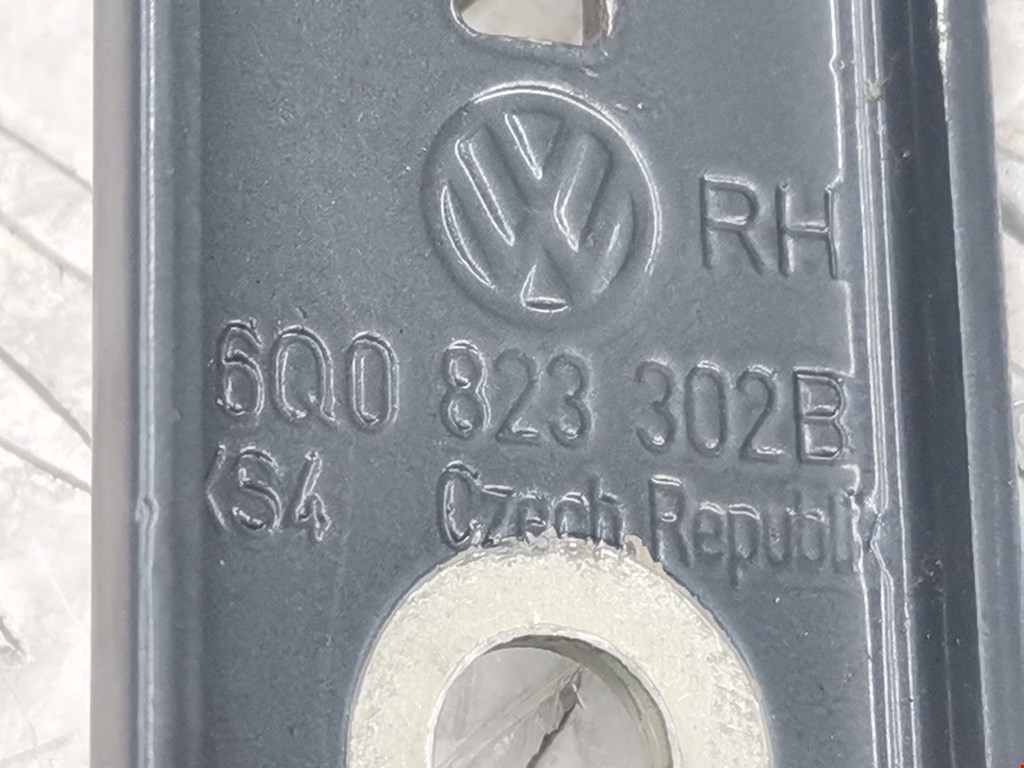 RH
6Q0 823 302B
KS4 Czech Republic